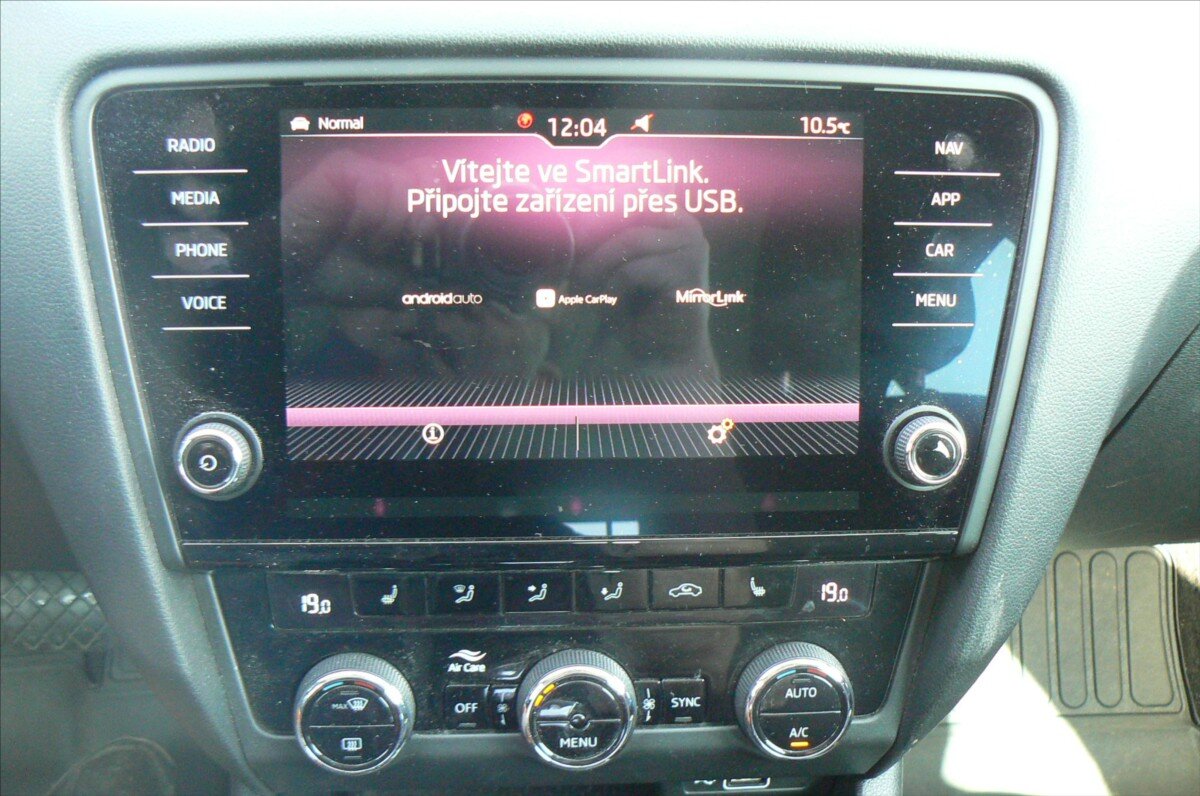 Normal
12:04
10.5°C
Vítejte ve SmartLink.
Připojte zařízení přes USB.
androidauto
Apple CarPlay
MirrorLink
RADIO
MEDIA
PHONE
VOICE
NAV
APP
CAR
MENU
19.0
19.0
Air Care
MAX
OFF
MENU
SYNC
AUTO
A/C